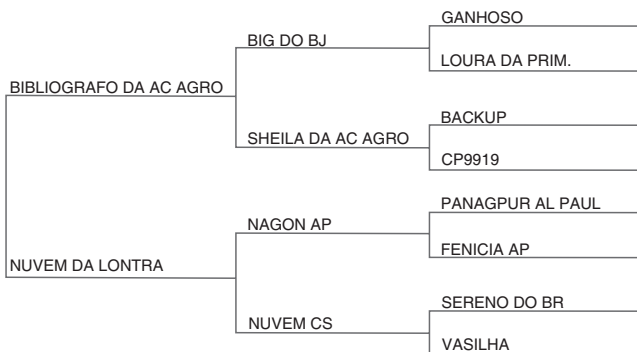 GANHOSO
BIG DO BJ
LOURA DA PRIM.
BIBLIOGRAFO DA AC AGRO
BACKUP
SHEILA DA AC AGRO
CP9919
PANAGPUR AL PAUL
NAGON AP
FENICIA AP
NUVEM DA LONTRA
SERENO DO BR
NUVEM CS
VASILHA